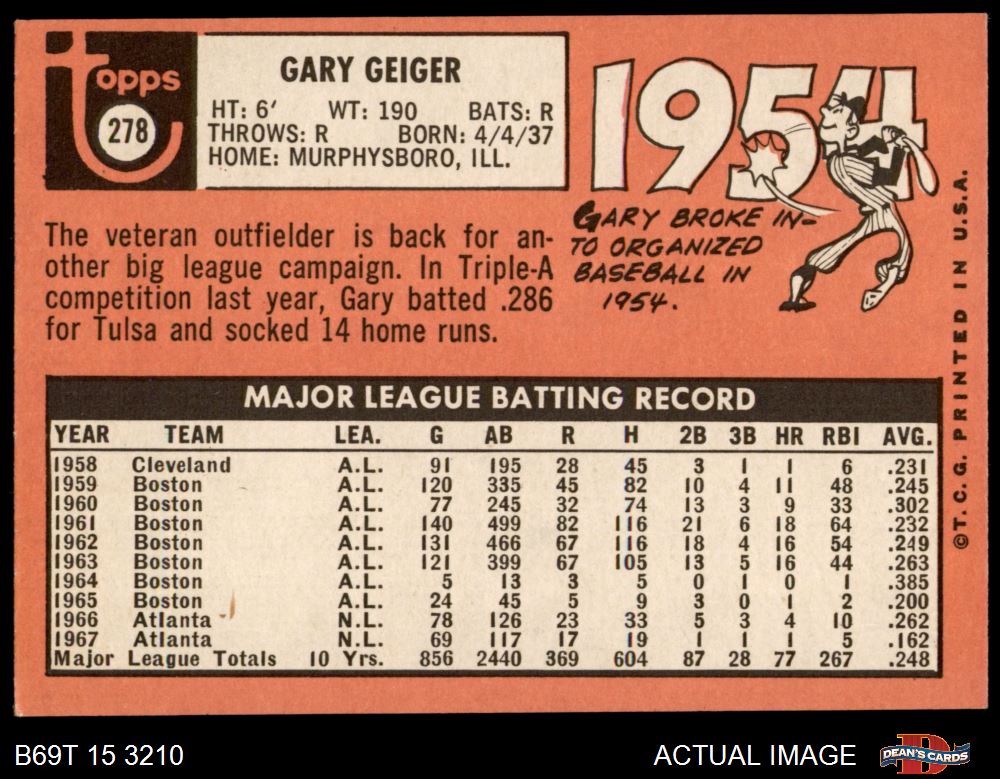 topps
278
GARY GEIGER
HT: 6' WT: 190 BATS: R
THROWS: R BORN: 4/4/37
HOME: MURPHYSBORO, ILL.
1954
GARY BROKE IN-
TO ORGANIZED
BASEBALL IN
1954.
The veteran outfielder is back for an-
other big league campaign. In Triple-A
competition last year, Gary batted .286
for Tulsa and socked 14 home runs.
MAJOR LEAGUE BATTING RECORD
YEAR TEAM LEA. G AB R H 2B 3B HR RBI AVG.
1958 Cleveland A.L. 91 195 28 45 3 1 1 6 .231
1959 Boston A.L. 120 335 45 82 10 4 11 48 .245
1960 Boston A.L. 77 245 32 74 13 3 9 33 .302
1961 Boston A.L. 140 499 82 116 21 6 18 64 .232
1962 Boston A.L. 131 466 67 116 18 4 16 54 .249
1963 Boston A.L. 121 399 67 105 13 5 16 44 .263
1964 Boston A.L. 5 13 3 5 0 1 0 1 .385
1965 Boston A.L. 24 45 5 9 3 0 1 2 .200
1966 Atlanta N.L. 78 126 23 33 5 3 4 10 .262
1967 Atlanta N.L. 69 117 17 19 1 1 1 5 .162
Major League Totals 10 Yrs. 856 2440 369 604 87 28 77 267 .248
©T. C. G. PRINTED IN U.S.A.
B69T 15 3210
ACTUAL IMAGE
D
DEAN'S CARDS